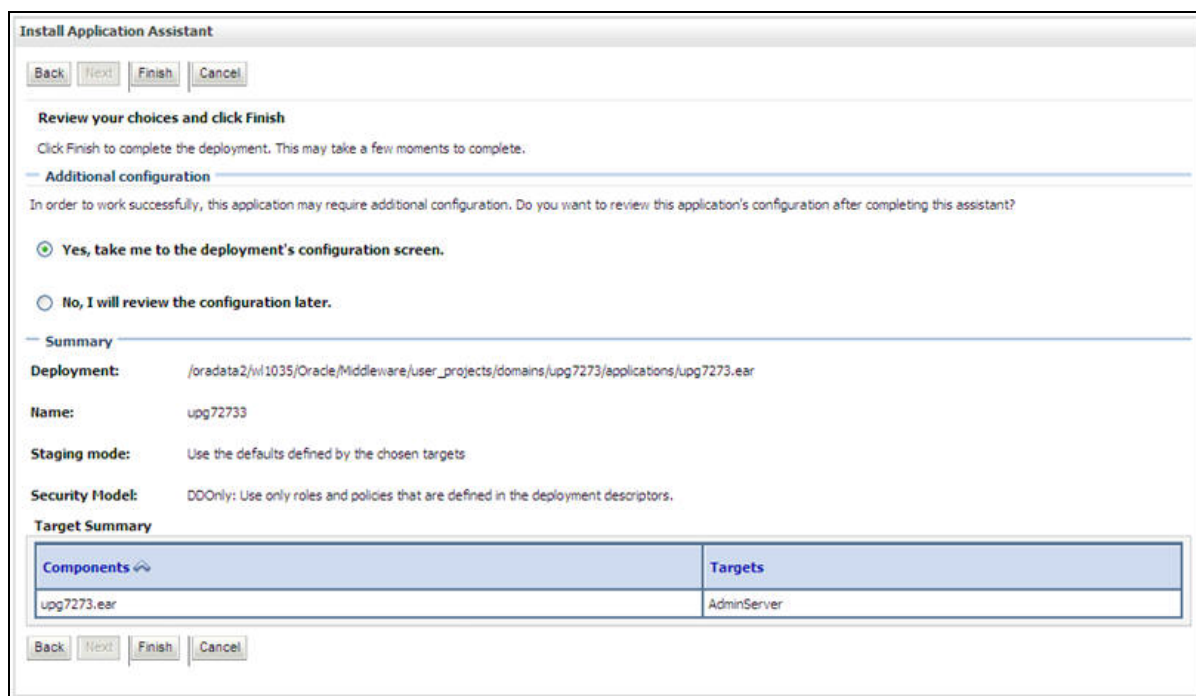 Install Application Assistant
Back Next Finish Cancel
Review your choices and click Finish
Click Finish to complete the deployment. This may take a few moments to complete.
Additional configuration
In order to work successfully, this application may require additional configuration. Do you want to review this application's configuration after completing this assistant?
Yes, take me to the deployment's configuration screen.
No, I will review the configuration later.
Summary
Deployment: /oradata2/wl1035/Oracle/Middleware/user_projects/domains/upg7273/applications/upg7273.ear
Name: upg72733
Staging mode: Use the defaults defined by the chosen targets
Security Model: DDOnly: Use only roles and policies that are defined in the deployment descriptors.
Target Summary
Components Targets
upg7273.ear AdminServer
Back Next Finish Cancel